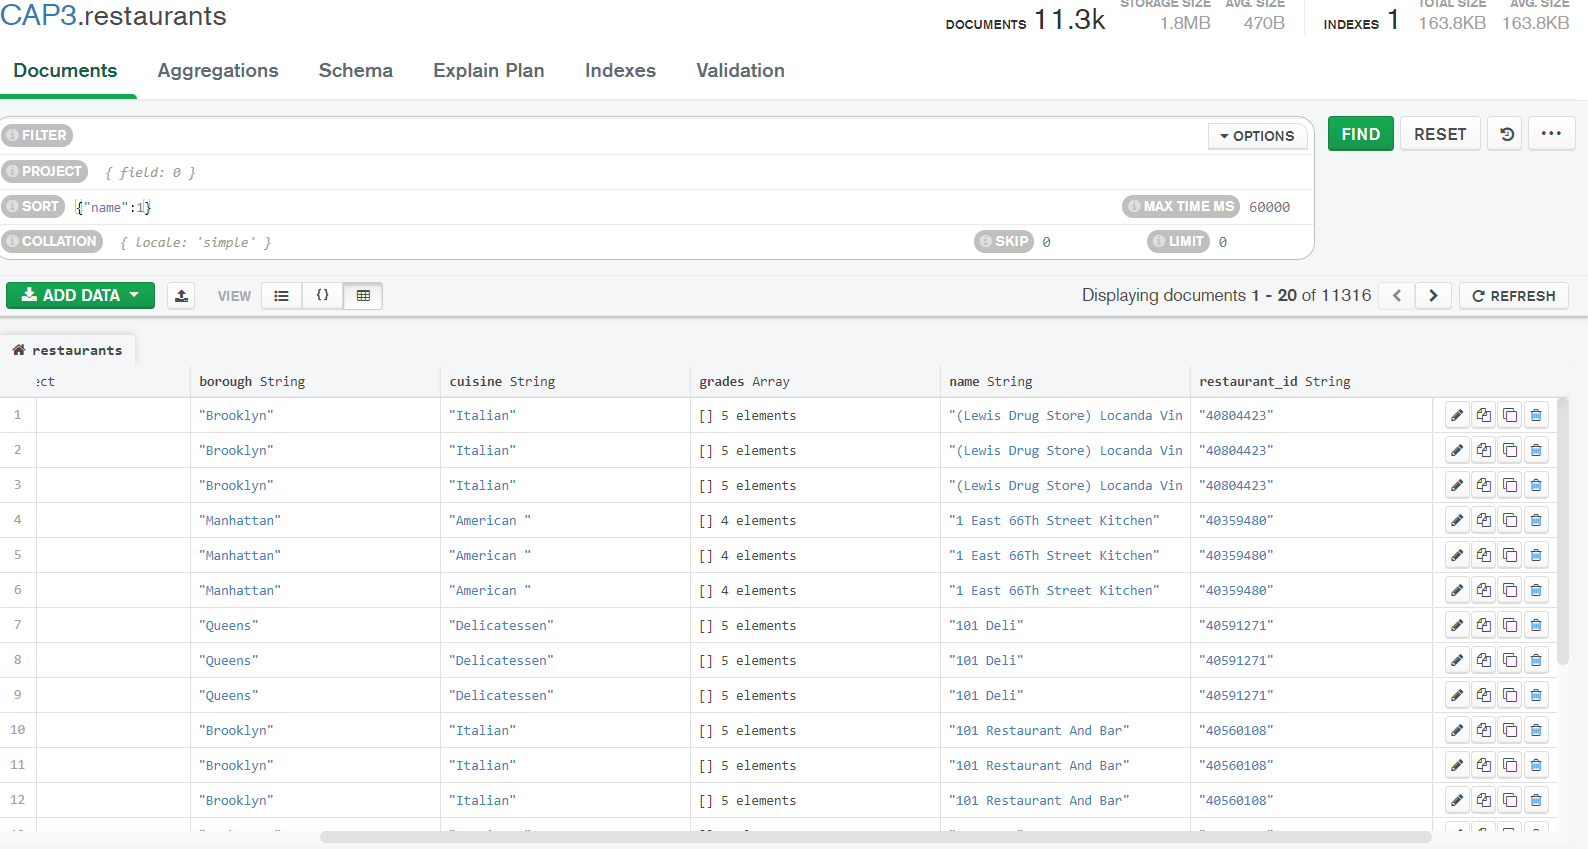 CAP3.restaurants
DOCUMENTS 11.3k STORAGE SIZE 1.8MB AVG. SIZE 470B INDEXES 1 TOTAL SIZE 163.8KB AVG. SIZE 163.8KB
Documents Aggregations Schema Explain Plan Indexes Validation
FILTER OPTIONS FIND RESET
PROJECT { field: 0 }
SORT {"name":1} MAX TIME MS 60000
COLLATION { locale: 'simple' } SKIP 0 LIMIT 0
ADD DATA VIEW {} Displaying documents 1 - 20 of 11316 REFRESH
restaurants
ect borough String cuisine String grades Array name String restaurant_id String
1 "Brooklyn" "Italian" [] 5 elements "(Lewis Drug Store) Locanda Vin "40804423"
2 "Brooklyn" "Italian" [] 5 elements "(Lewis Drug Store) Locanda Vin "40804423"
3 "Brooklyn" "Italian" [] 5 elements "(Lewis Drug Store) Locanda Vin "40804423"
4 "Manhattan" "American " [] 4 elements "1 East 66Th Street Kitchen" "40359480"
5 "Manhattan" "American " [] 4 elements "1 East 66Th Street Kitchen" "40359480"
6 "Manhattan" "American " [] 4 elements "1 East 66Th Street Kitchen" "40359480"
7 "Queens" "Delicatessen" [] 5 elements "101 Deli" "40591271"
8 "Queens" "Delicatessen" [] 5 elements "101 Deli" "40591271"
9 "Queens" "Delicatessen" [] 5 elements "101 Deli" "40591271"
10 "Brooklyn" "Italian" [] 5 elements "101 Restaurant And Bar" "40560108"
11 "Brooklyn" "Italian" [] 5 elements "101 Restaurant And Bar" "40560108"
12 "Brooklyn" "Italian" [] 5 elements "101 Restaurant And Bar" "40560108"